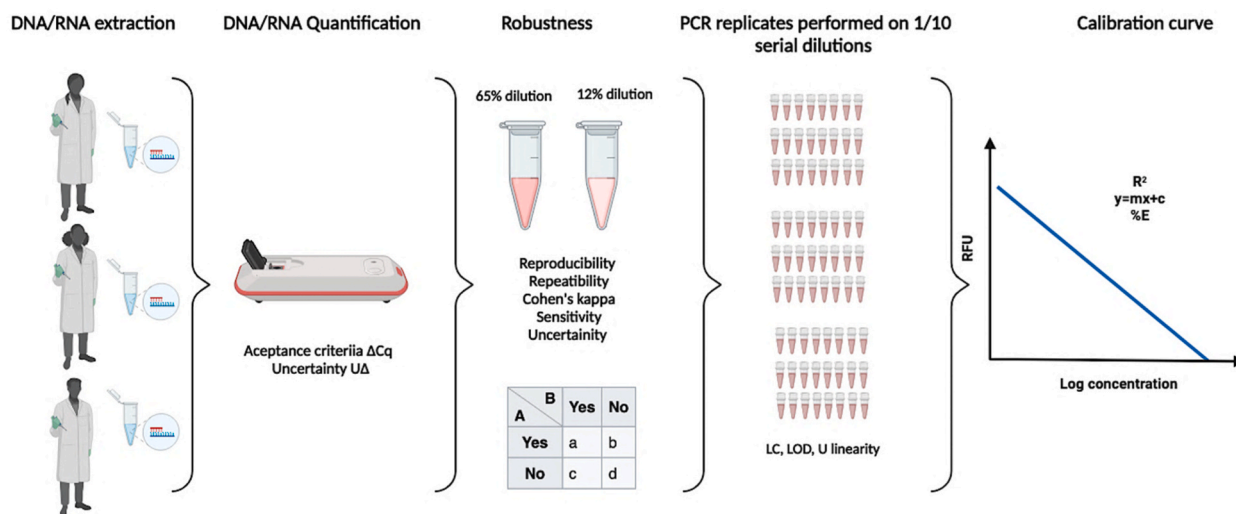 DNA/RNA extraction
DNA/RNA Quantification
Aceptance criteriia ΔCq
Uncertainty UΔ
Robustness
65% dilution
12% dilution
Reproducibility
Repeatibility
Cohen's kappa
Sensitivity
Uncertainity
B
A
Yes
No
Yes
a
b
No
c
d
PCR replicates performed on 1/10
serial dilutions
LC, LOD, U linearity
Calibration curve
R²
y=mx+c
%E
RFU
Log concentration